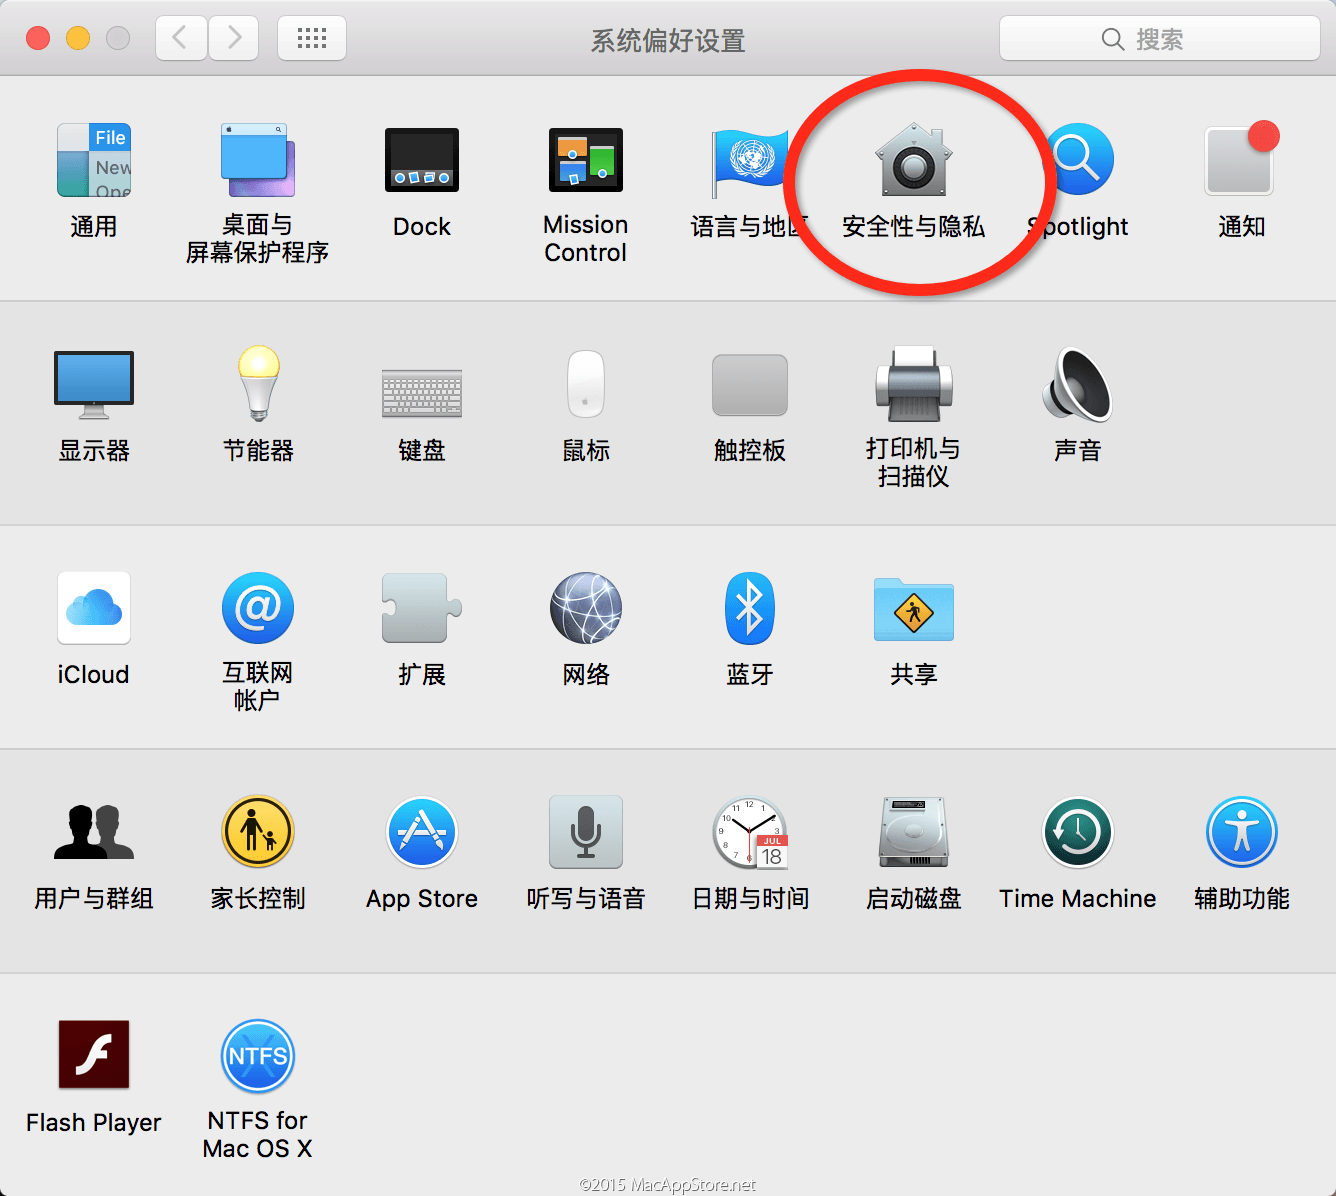 系统偏好设置
搜索
File
New
Ope
通用
桌面与
屏幕保护程序
Dock
Mission
Control
语言与地区
安全性与隐私
Spotlight
通知
显示器
节能器
键盘
鼠标
触控板
打印机与
扫描仪
声音
iCloud
@
互联网
帐户
扩展
网络
蓝牙
共享
用户与群组
家长控制
App Store
听写与语音
JUL
18
日期与时间
启动磁盘
Time Machine
辅助功能
Flash Player
NTFS
NTFS for
Mac OS X
©2015 MacAppStore.net